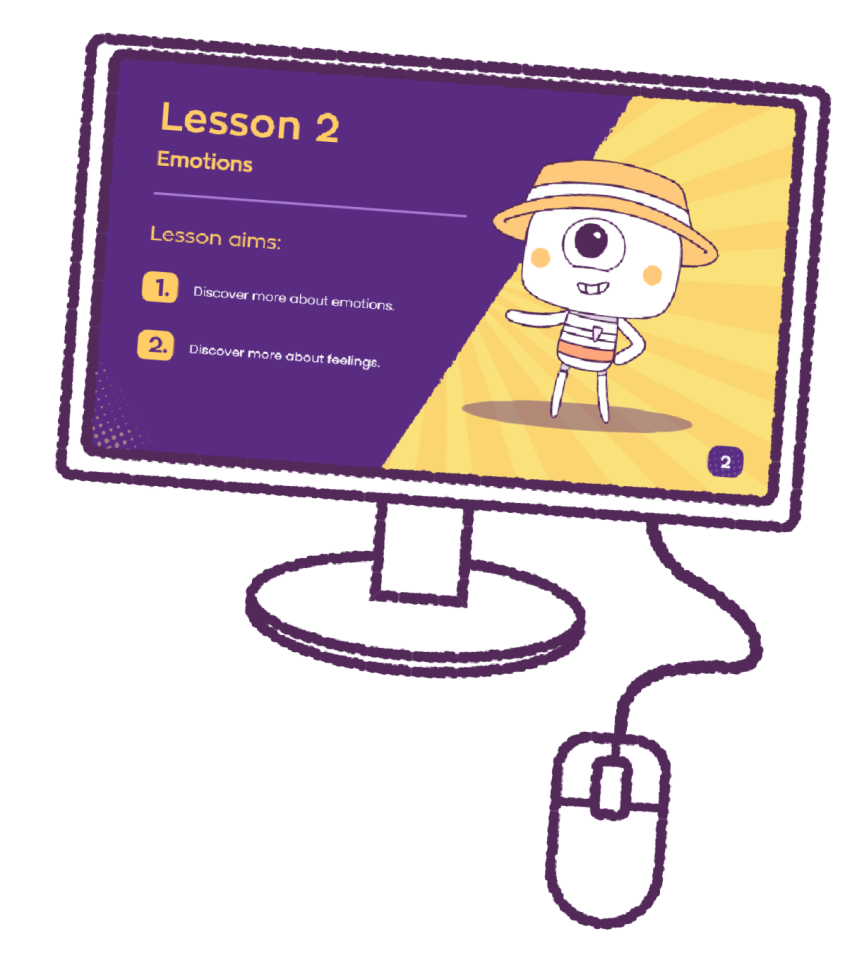 Lesson 2
Emotions
Lesson aims:
1. Discover more about emotions.
2. Discover more about feelings.
2